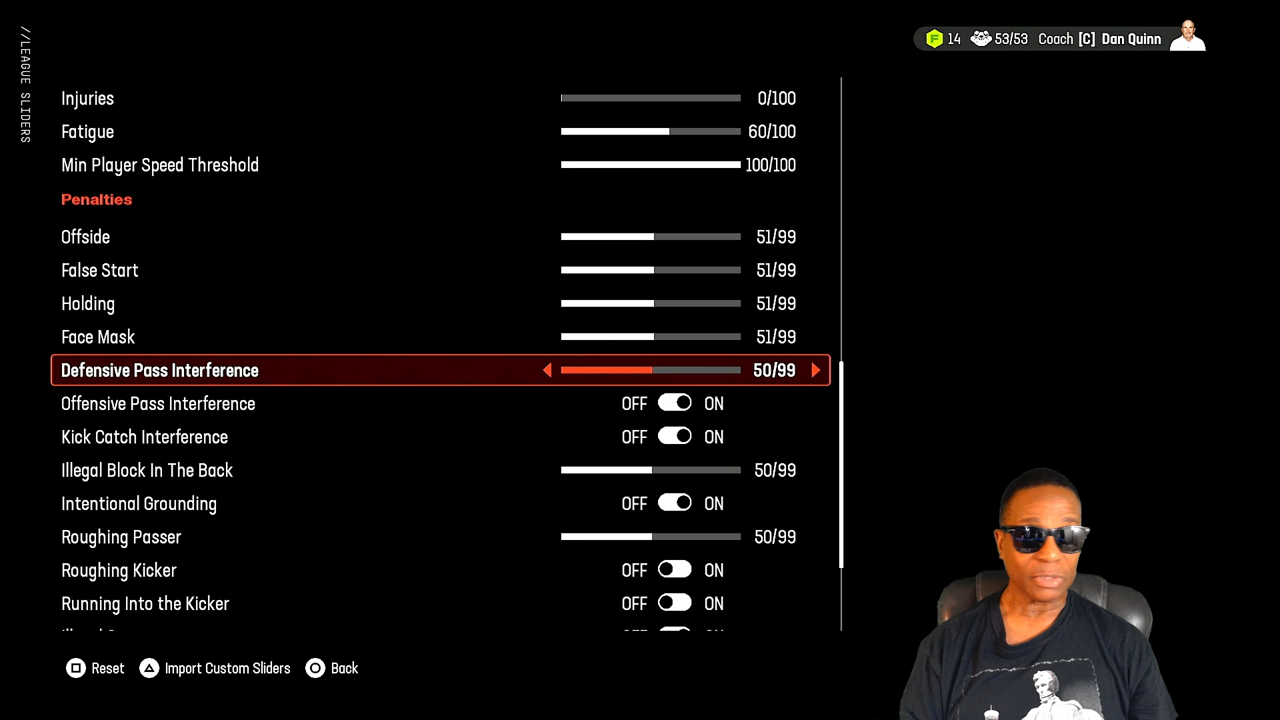 //LEAGUE SLIDERS
14 53/53 Coach [C] Dan Quinn
Injuries 0/100
Fatigue 60/100
Min Player Speed Threshold 100/100
Penalties
Offside 51/99
False Start 51/99
Holding 51/99
Face Mask 51/99
Defensive Pass Interference 50/99
Offensive Pass Interference OFF ON
Kick Catch Interference OFF ON
Illegal Block In The Back 50/99
Intentional Grounding OFF ON
Roughing Passer 50/99
Roughing Kicker OFF ON
Running Into the Kicker OFF ON
Reset Import Custom Sliders Back